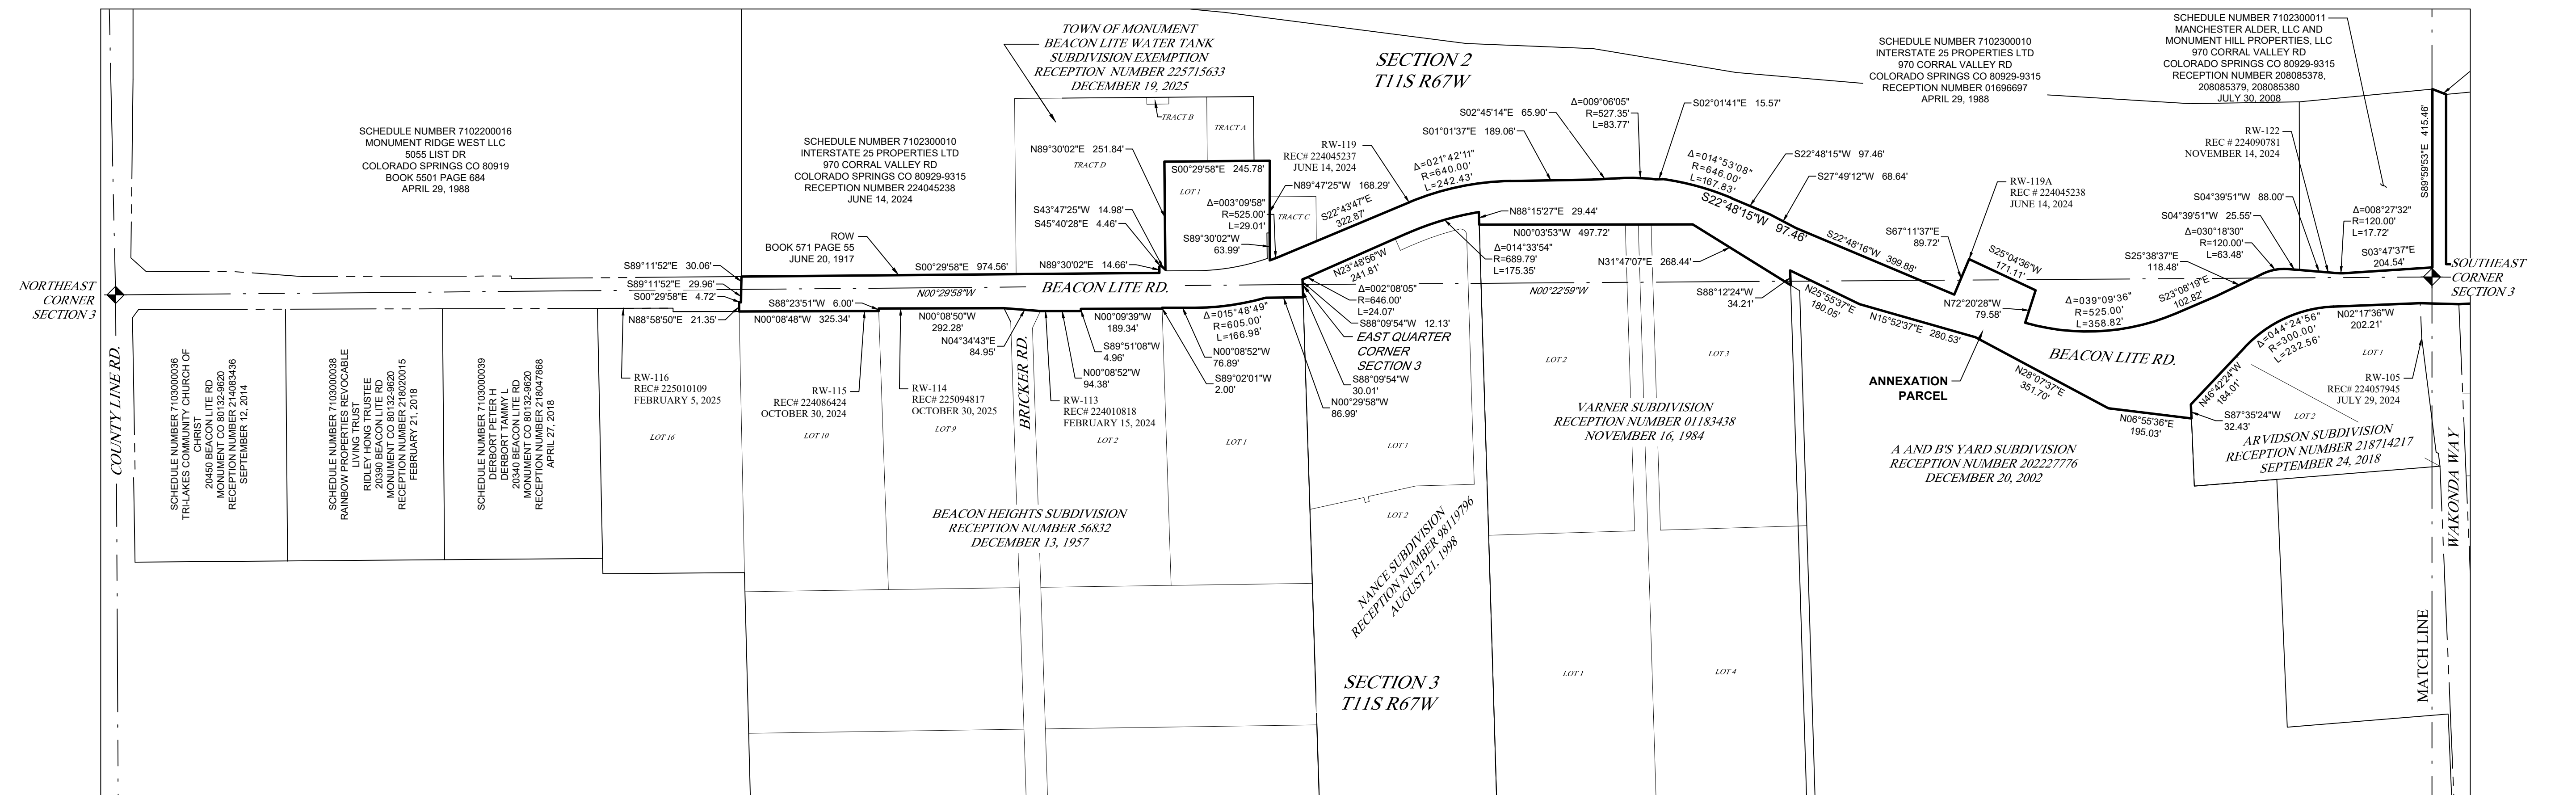 TOWN OF MONUMENT
BEACON LITE WATER TANK
SUBDIVISION EXEMPTION
RECEPTION  NUMBER 225715633
DECEMBER 19, 2025
SECTION 2
T11S R67W
SCHEDULE NUMBER 7102300010
INTERSTATE 25 PROPERTIES LTD
970 CORRAL VALLEY RD
COLORADO SPRINGS CO 80929-9315
RECEPTION NUMBER 01696697
APRIL 29, 1988
SCHEDULE NUMBER 7102300011
MANCHESTER ALDER, LLC AND
MONUMENT HILL PROPERTIES, LLC
970 CORRAL VALLEY RD
COLORADO SPRINGS CO 80929-9315
RECEPTION NUMBER 208085378,
208085379, 208085380
JULY 30, 2008
SCHEDULE NUMBER 7102200016
MONUMENT RIDGE WEST LLC
5055 LIST DR
COLORADO SPRINGS CO 80919
BOOK 5501 PAGE 684
APRIL 29, 1988
SCHEDULE NUMBER 7102300010
INTERSTATE 25 PROPERTIES LTD
970 CORRAL VALLEY RD
COLORADO SPRINGS CO 80929-9315
RECEPTION NUMBER 224045238
JUNE 14, 2024
TRACT B
TRACT A
N89°30'02"E  251.84'
TRACT D
S00°29'58"E  245.78'
LOT 1
RW-119
REC# 224045237
JUNE 14, 2024
N89°47'25"W  168.29'
Δ=003°09'58"
R=525.00'
L=29.01'
TRACT C
S43°47'25"W  14.98'
S45°40'28"E  4.46'
S89°30'02"W
63.99'
S22°43'47"E
322.87'
Δ=021°42'11"
R=640.00'
L=242.43'
S01°01'37"E  189.06'
S02°45'14"E  65.90'
Δ=009°06'05"
R=527.35'
L=83.77'
S02°01'41"E  15.57'
Δ=014°53'08"
R=646.00'
L=167.83'
S22°48'15"W  97.46'
S22°48'15"W  97.46'
S27°49'12"W  68.64'
S22°48'16"W  399.88'
RW-119A
REC # 224045238
JUNE 14, 2024
S67°11'37"E
89.72'
S25°04'36"W
171.11'
RW-122
REC # 224090781
NOVEMBER 14, 2024
S04°39'51"W  88.00'
S04°39'51"W  25.55'
Δ=030°18'30"
R=120.00'
L=63.48'
Δ=008°27'32"
R=120.00'
L=17.72'
S25°38'37"E
118.48'
S03°47'37"E
204.54'
S89°59'53"E  415.46'
SOUTHEAST
CORNER
SECTION 3
NORTHEAST
CORNER
SECTION 3
ROW
BOOK 571 PAGE 55
JUNE 20, 1917
S89°11'52"E  30.06'
S89°11'52"E  29.96'
S00°29'58"E  4.72'
N88°58'50"E  21.35'
S00°29'58"E  974.56'
N89°30'02"E  14.66'
N00°29'58"W
BEACON LITE RD.
N00°22'59"W
S88°23'51"W  6.00'
N00°08'48"W  325.34'
N00°08'50"W
292.28'
N04°34'43"E
84.95'
N00°09'39"W
189.34'
S89°51'08"W
4.96'
N00°08'52"W
94.38'
Δ=015°48'49"
R=605.00'
L=166.98'
N00°08'52"W
76.89'
S89°02'01"W
2.00'
N23°48'56"W
241.81'
Δ=002°08'05"
R=646.00'
L=24.07'
S88°09'54"W  12.13'
EAST QUARTER
CORNER
SECTION 3
S88°09'54"W
30.01'
N00°29'58"W
86.99'
N88°15'27"E  29.44'
N00°03'53"W  497.72'
Δ=014°33'54"
R=689.79'
L=175.35'
N31°47'07"E  268.44'
S88°12'24"W
34.21'
N25°55'37"E
180.05'
N15°52'37"E  280.53'
N72°20'28"W
79.58'
Δ=039°09'36"
R=525.00'
L=358.82'
S23°08'19"E
102.82'
BEACON LITE RD.
ANNEXATION
PARCEL
N28°07'37"E
351.70'
N06°55'36"E
195.03'
S87°35'24"W
32.43'
N46°42'24"W
184.01'
Δ=044°24'56"
R=300.00'
L=232.56'
N02°17'36"W
202.21'
LOT 1
RW-105
REC# 224057945
JULY 29, 2024
LOT 2
ARVIDSON SUBDIVISION
RECEPTION NUMBER 218714217
SEPTEMBER 24, 2018
COUNTY LINE RD.
SCHEDULE NUMBER 7103000036
TRI-LAKES COMMUNITY CHURCH OF
CHRIST
20450 BEACON LITE RD
MONUMENT CO 80132-9620
RECEPTION NUMBER 214083436
SEPTEMBER 12, 2014
SCHEDULE NUMBER 7103000038
RAINBOW PROPERTIES REVOCABLE
LIVING TRUST
RIDLEY HONG TRUSTEE
20390 BEACON LITE RD
MONUMENT CO 80132-9620
RECEPTION NUMBER 218020015
FEBRUARY 21, 2018
SCHEDULE NUMBER 7103000039
DERBORT PETER H
DERBORT TAMMY L
20340 BEACON LITE RD
MONUMENT CO 80132-9620
RECEPTION NUMBER 218047868
APRIL 27, 2018
RW-116
REC# 225010109
FEBRUARY 5, 2025
LOT 16
RW-115
REC# 224086424
OCTOBER 30, 2024
LOT 10
RW-114
REC# 225094817
OCTOBER 30, 2025
LOT 9
BRICKER RD.
RW-113
REC# 224010818
FEBRUARY 15, 2024
LOT 2
LOT 1
LOT 1
LOT 2
BEACON HEIGHTS SUBDIVISION
RECEPTION NUMBER 56832
DECEMBER 13, 1957
NANCE SUBDIVISION
RECEPTION NUMBER 98119796
AUGUST 21, 1998
LOT 2
LOT 3
VARNER SUBDIVISION
RECEPTION NUMBER 01183438
NOVEMBER 16, 1984
A AND B'S YARD SUBDIVISION
RECEPTION NUMBER 202227776
DECEMBER 20, 2002
SECTION 3
T11S R67W
LOT 1
LOT 4
MATCH LINE
WAKONDA WAY